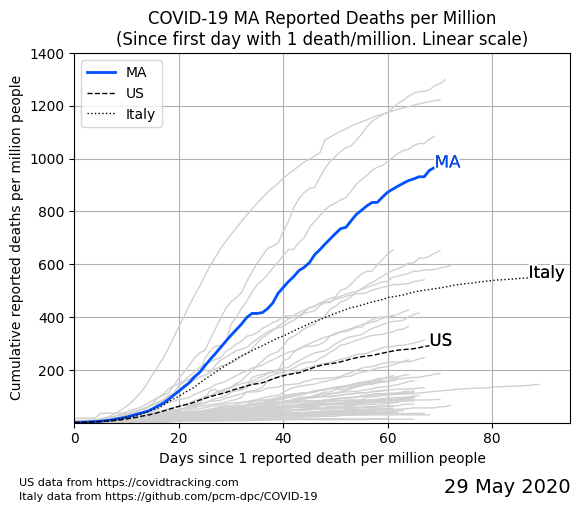 COVID-19 MA Reported Deaths per Million
(Since first day with 1 death/million. Linear scale)
Cumulative reported deaths per million people
1400
1200
1000
800
600
400
200
MA
US
Italy
MA
Italy
US
0
20
40
60
80
Days since 1 reported death per million people
US data from https://covidtracking.com
Italy data from https://github.com/pcm-dpc/COVID-19
29 May 2020